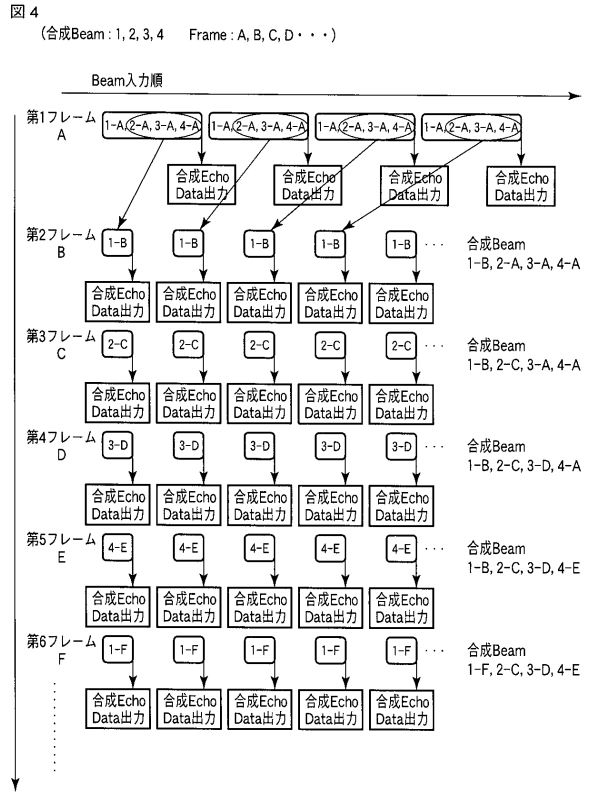 図4
(合成Beam : 1, 2, 3, 4　Frame : A, B, C, D・・・)
Beam入力順
第1フレーム
A
1-A, 2-A, 3-A, 4-A　1-A, 2-A, 3-A, 4-A　1-A, 2-A, 3-A, 4-A　1-A, 2-A, 3-A, 4-A
合成Echo　合成Echo　合成Echo　合成Echo
Data出力　Data出力　Data出力　Data出力
第2フレーム
B
1-B　1-B　1-B　1-B　1-B ・・・
合成Beam
1-B, 2-A, 3-A, 4-A
合成Echo　合成Echo　合成Echo　合成Echo　合成Echo
Data出力　Data出力　Data出力　Data出力　Data出力
第3フレーム
C
2-C　2-C　2-C　2-C　2-C ・・・
合成Beam
1-B, 2-C, 3-A, 4-A
合成Echo　合成Echo　合成Echo　合成Echo　合成Echo
Data出力　Data出力　Data出力　Data出力　Data出力
第4フレーム
D
3-D　3-D　3-D　3-D　3-D ・・・
合成Beam
1-B, 2-C, 3-D, 4-A
合成Echo　合成Echo　合成Echo　合成Echo　合成Echo
Data出力　Data出力　Data出力　Data出力　Data出力
第5フレーム
E
4-E　4-E　4-E　4-E　4-E ・・・
合成Beam
1-B, 2-C, 3-D, 4-E
合成Echo　合成Echo　合成Echo　合成Echo　合成Echo
Data出力　Data出力　Data出力　Data出力　Data出力
第6フレーム
F
1-F　1-F　1-F　1-F　1-F ・・・
合成Beam
1-F, 2-C, 3-D, 4-E
合成Echo　合成Echo　合成Echo　合成Echo　合成Echo
Data出力　Data出力　Data出力　Data出力　Data出力